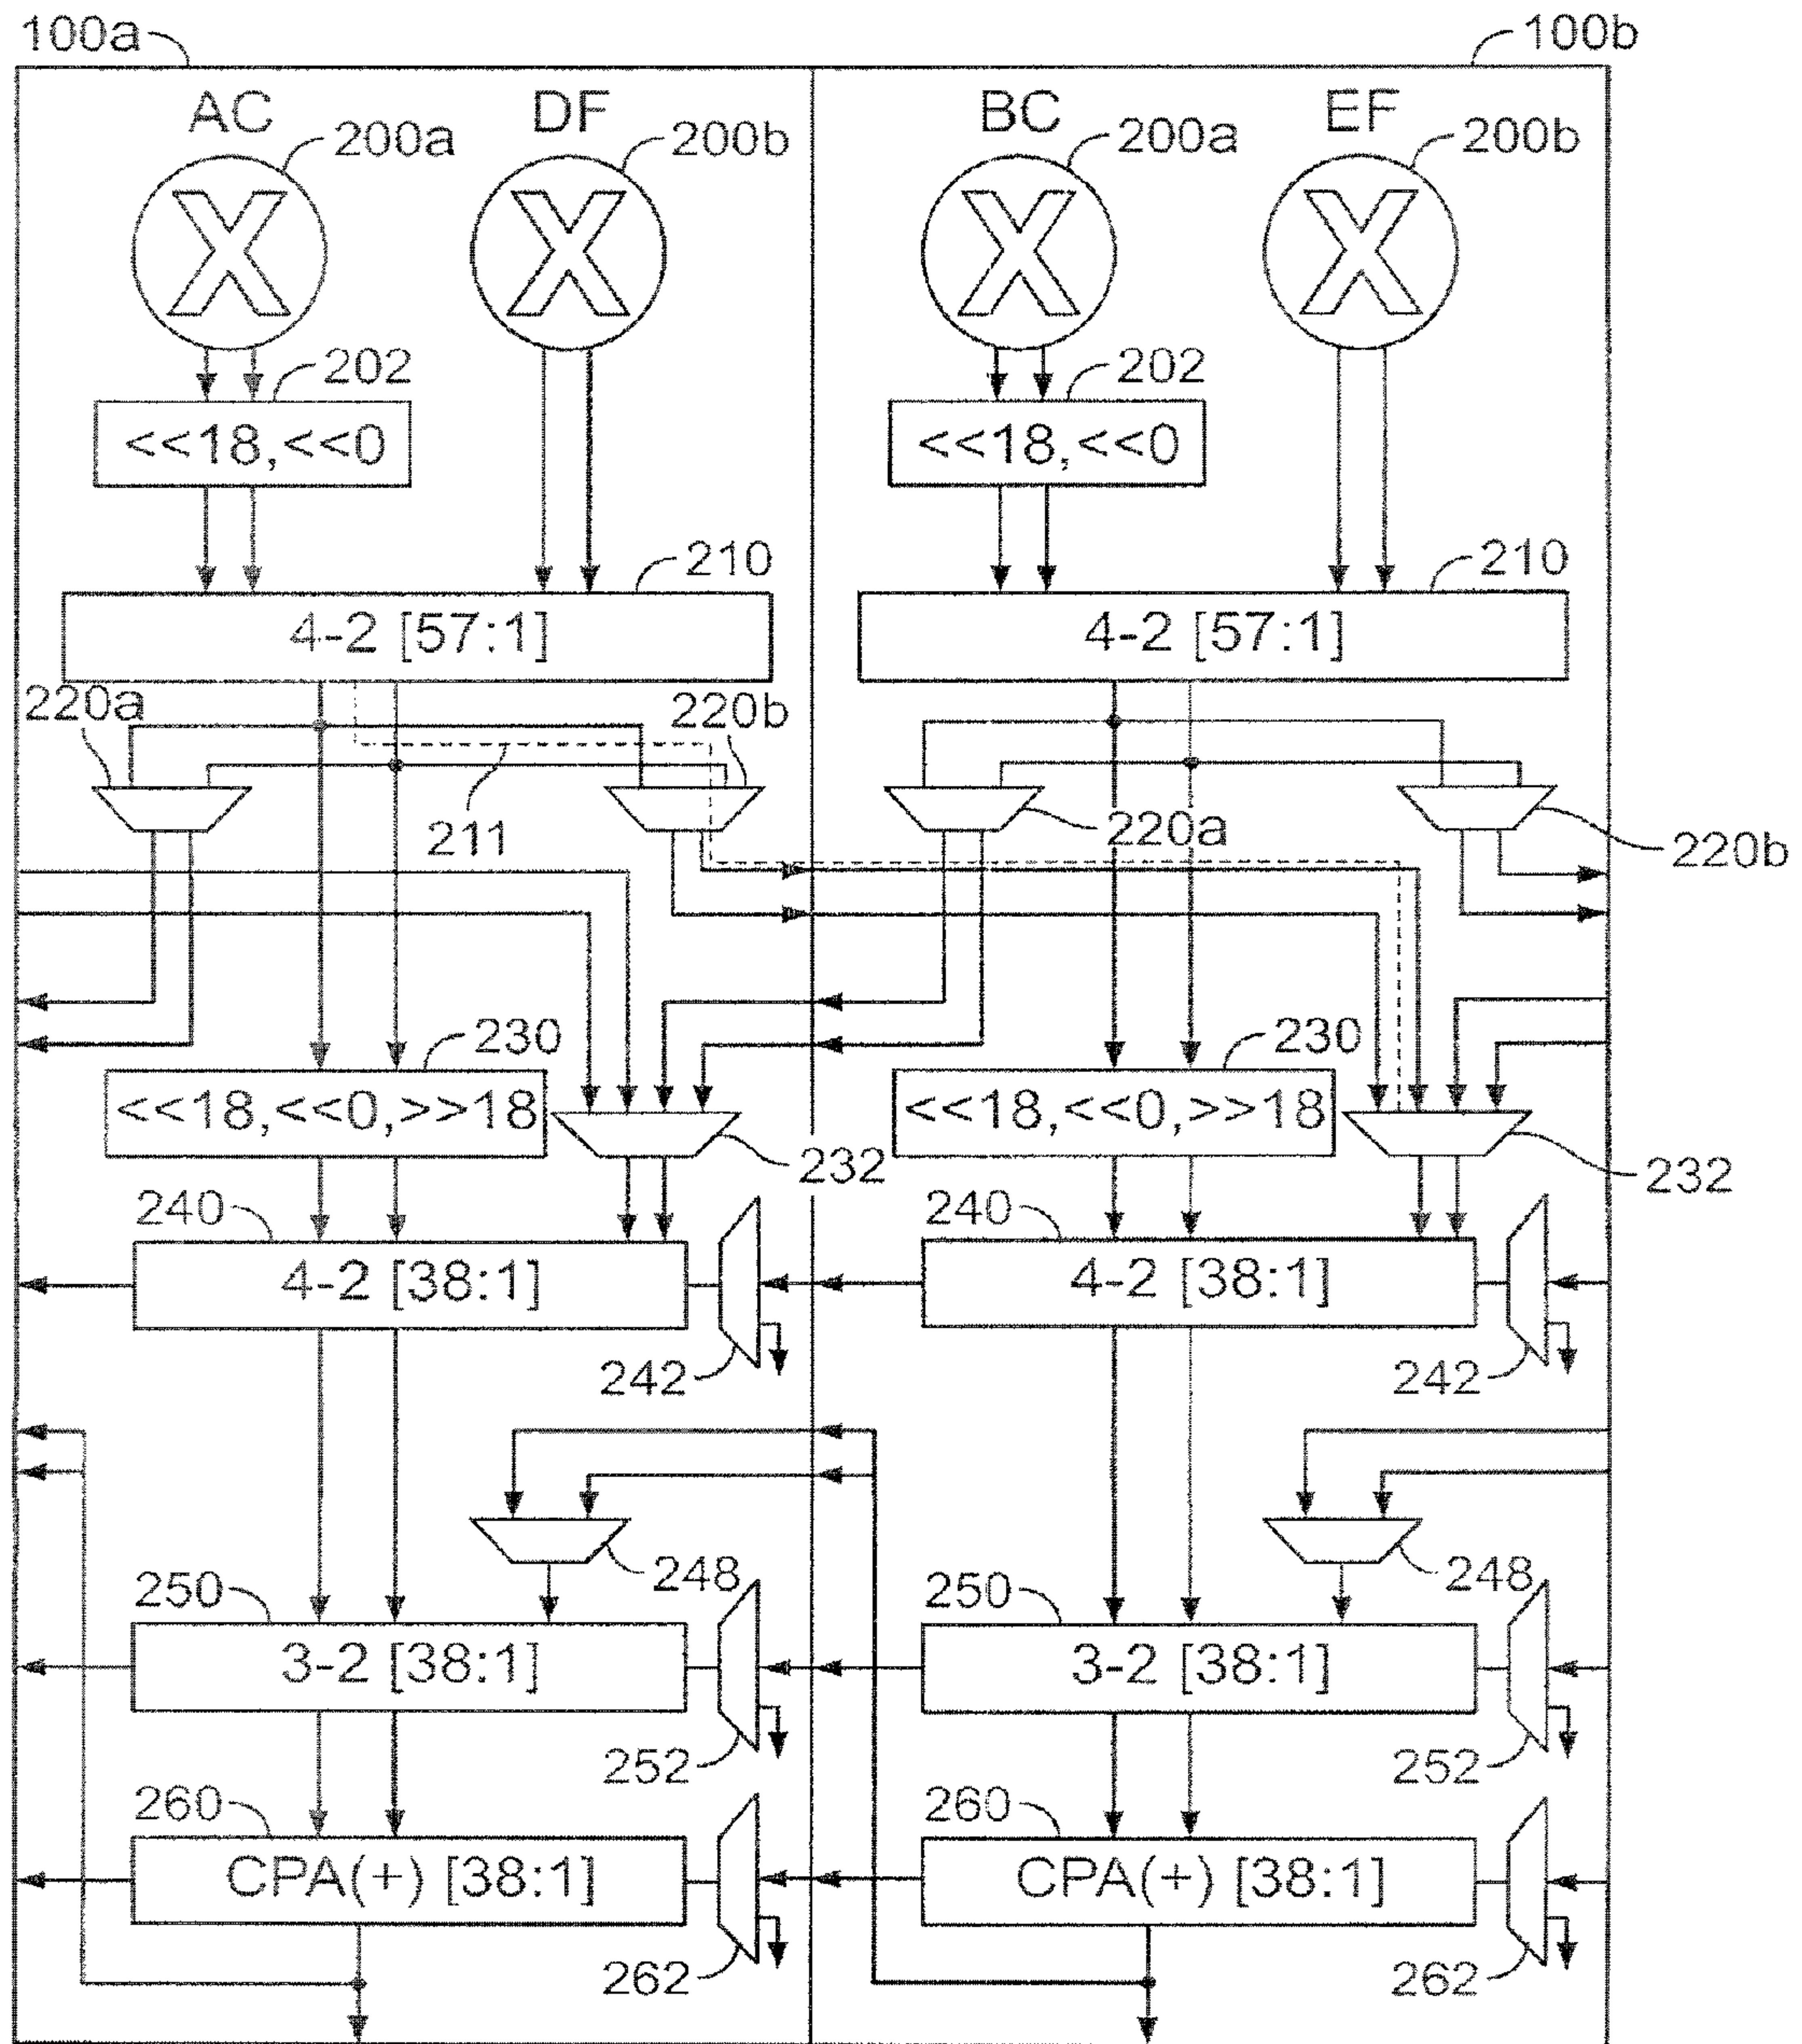 100a 100b
AC DF BC EF
200a 200b 200a 200b
X X X X
202 202
<<18,<<0 <<18,<<0
210 210
4-2 [57:1] 4-2 [57:1]
220a 220b
211 220a 220b
230 230
<<18,<<0,>>18 <<18,<<0,>>18
232 232
240 240
4-2 [38:1] 4-2 [38:1]
242 242
248 248
250 250
3-2 [38:1] 3-2 [38:1]
252 252
260 260
CPA(+) [38:1] CPA(+) [38:1]
262 262